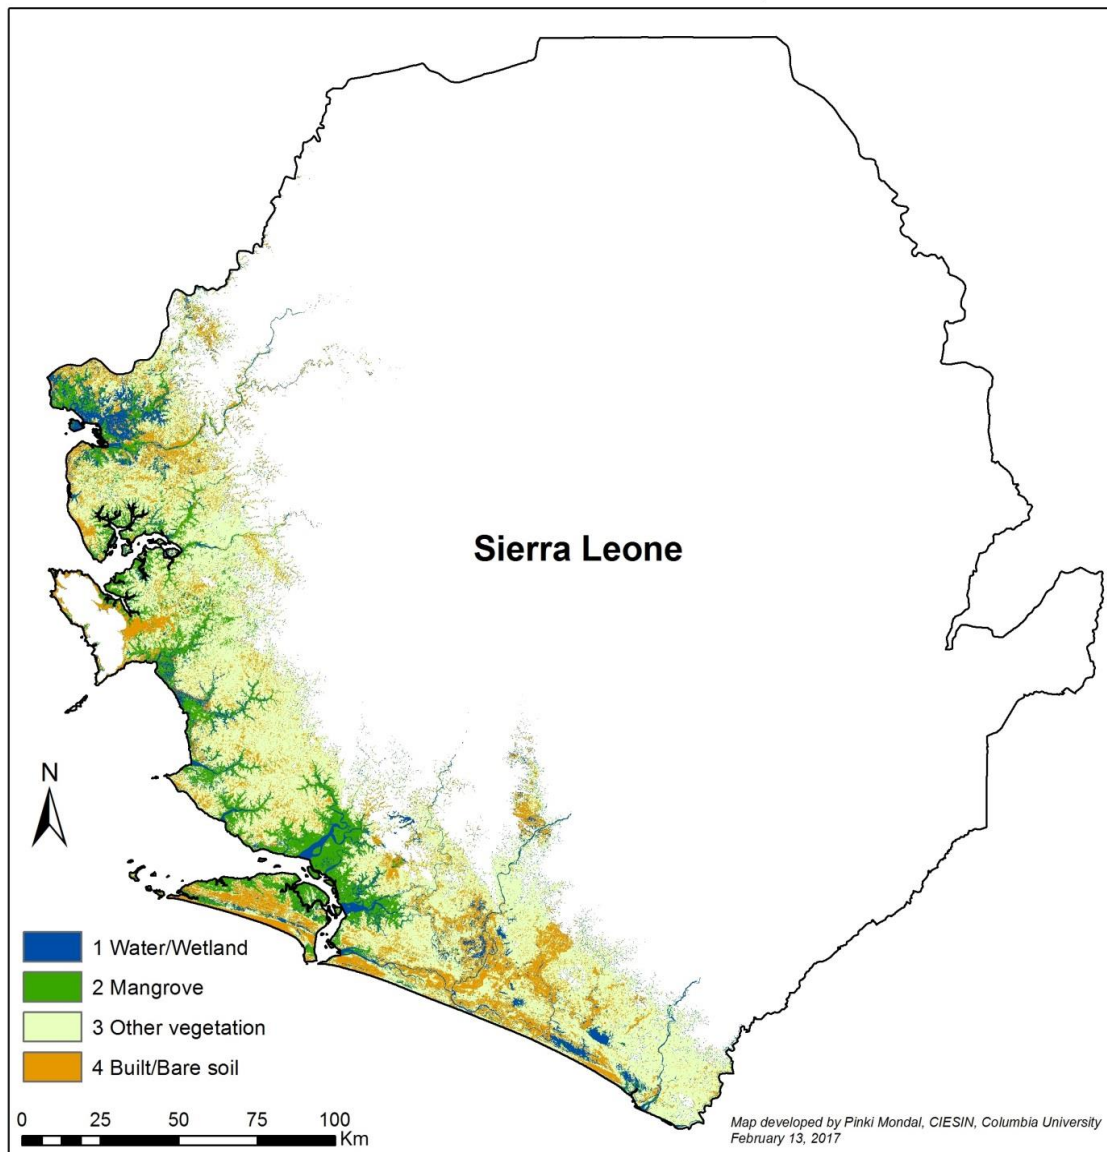 Sierra Leone
N
1 Water/Wetland
2 Mangrove
3 Other vegetation
4 Built/Bare soil
0 25 50 75 100
Km
Map developed by Pinki Mondal, CIESIN, Columbia University
February 13, 2017